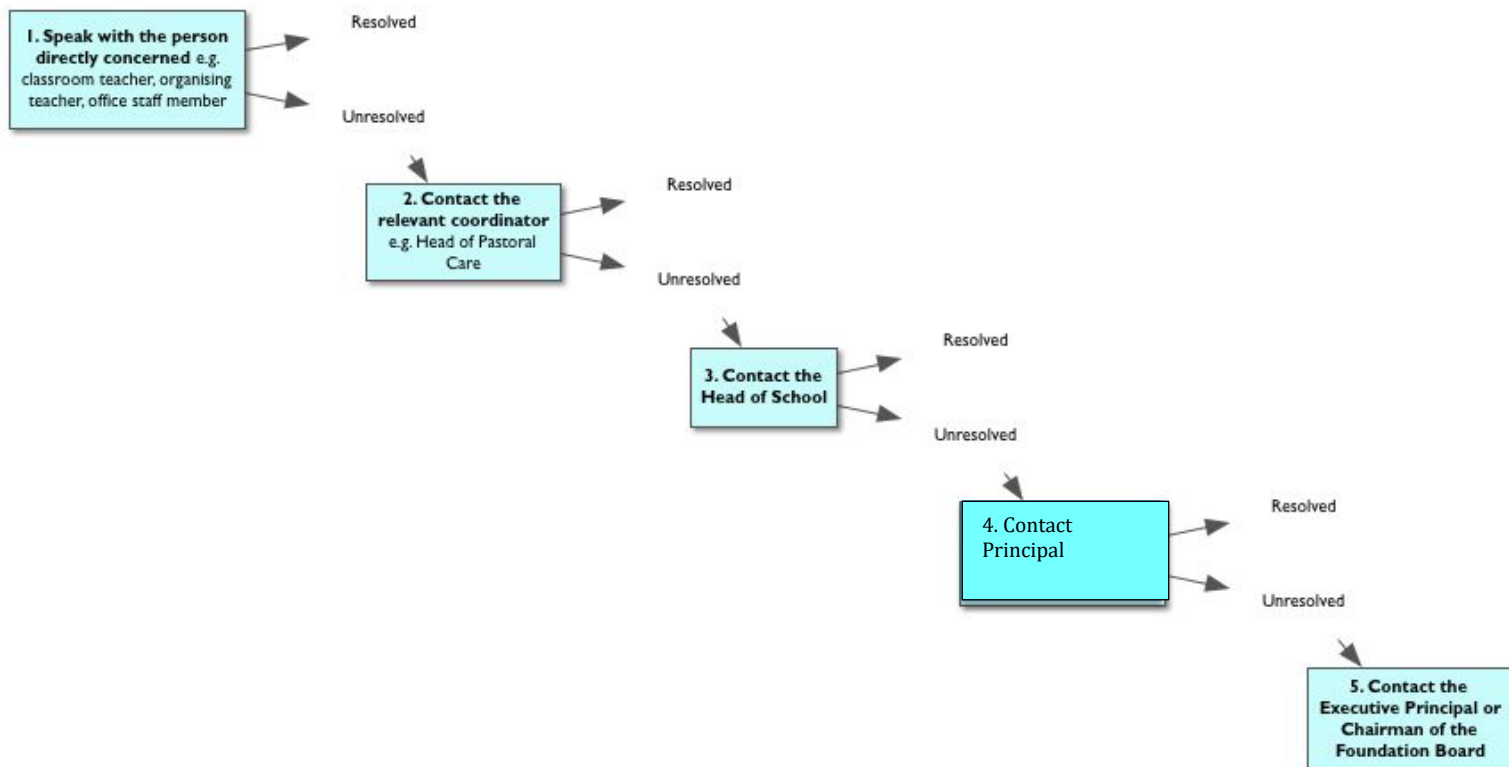 1. Speak with the person
directly concerned e.g.
classroom teacher, organising
teacher, office staff member
Resolved
Unresolved
2. Contact the
relevant coordinator
e.g. Head of Pastoral
Care
Resolved
Unresolved
3. Contact the
Head of School
Resolved
Unresolved
4. Contact
Principal
Resolved
Unresolved
5. Contact the
Executive Principal or
Chairman of the
Foundation Board